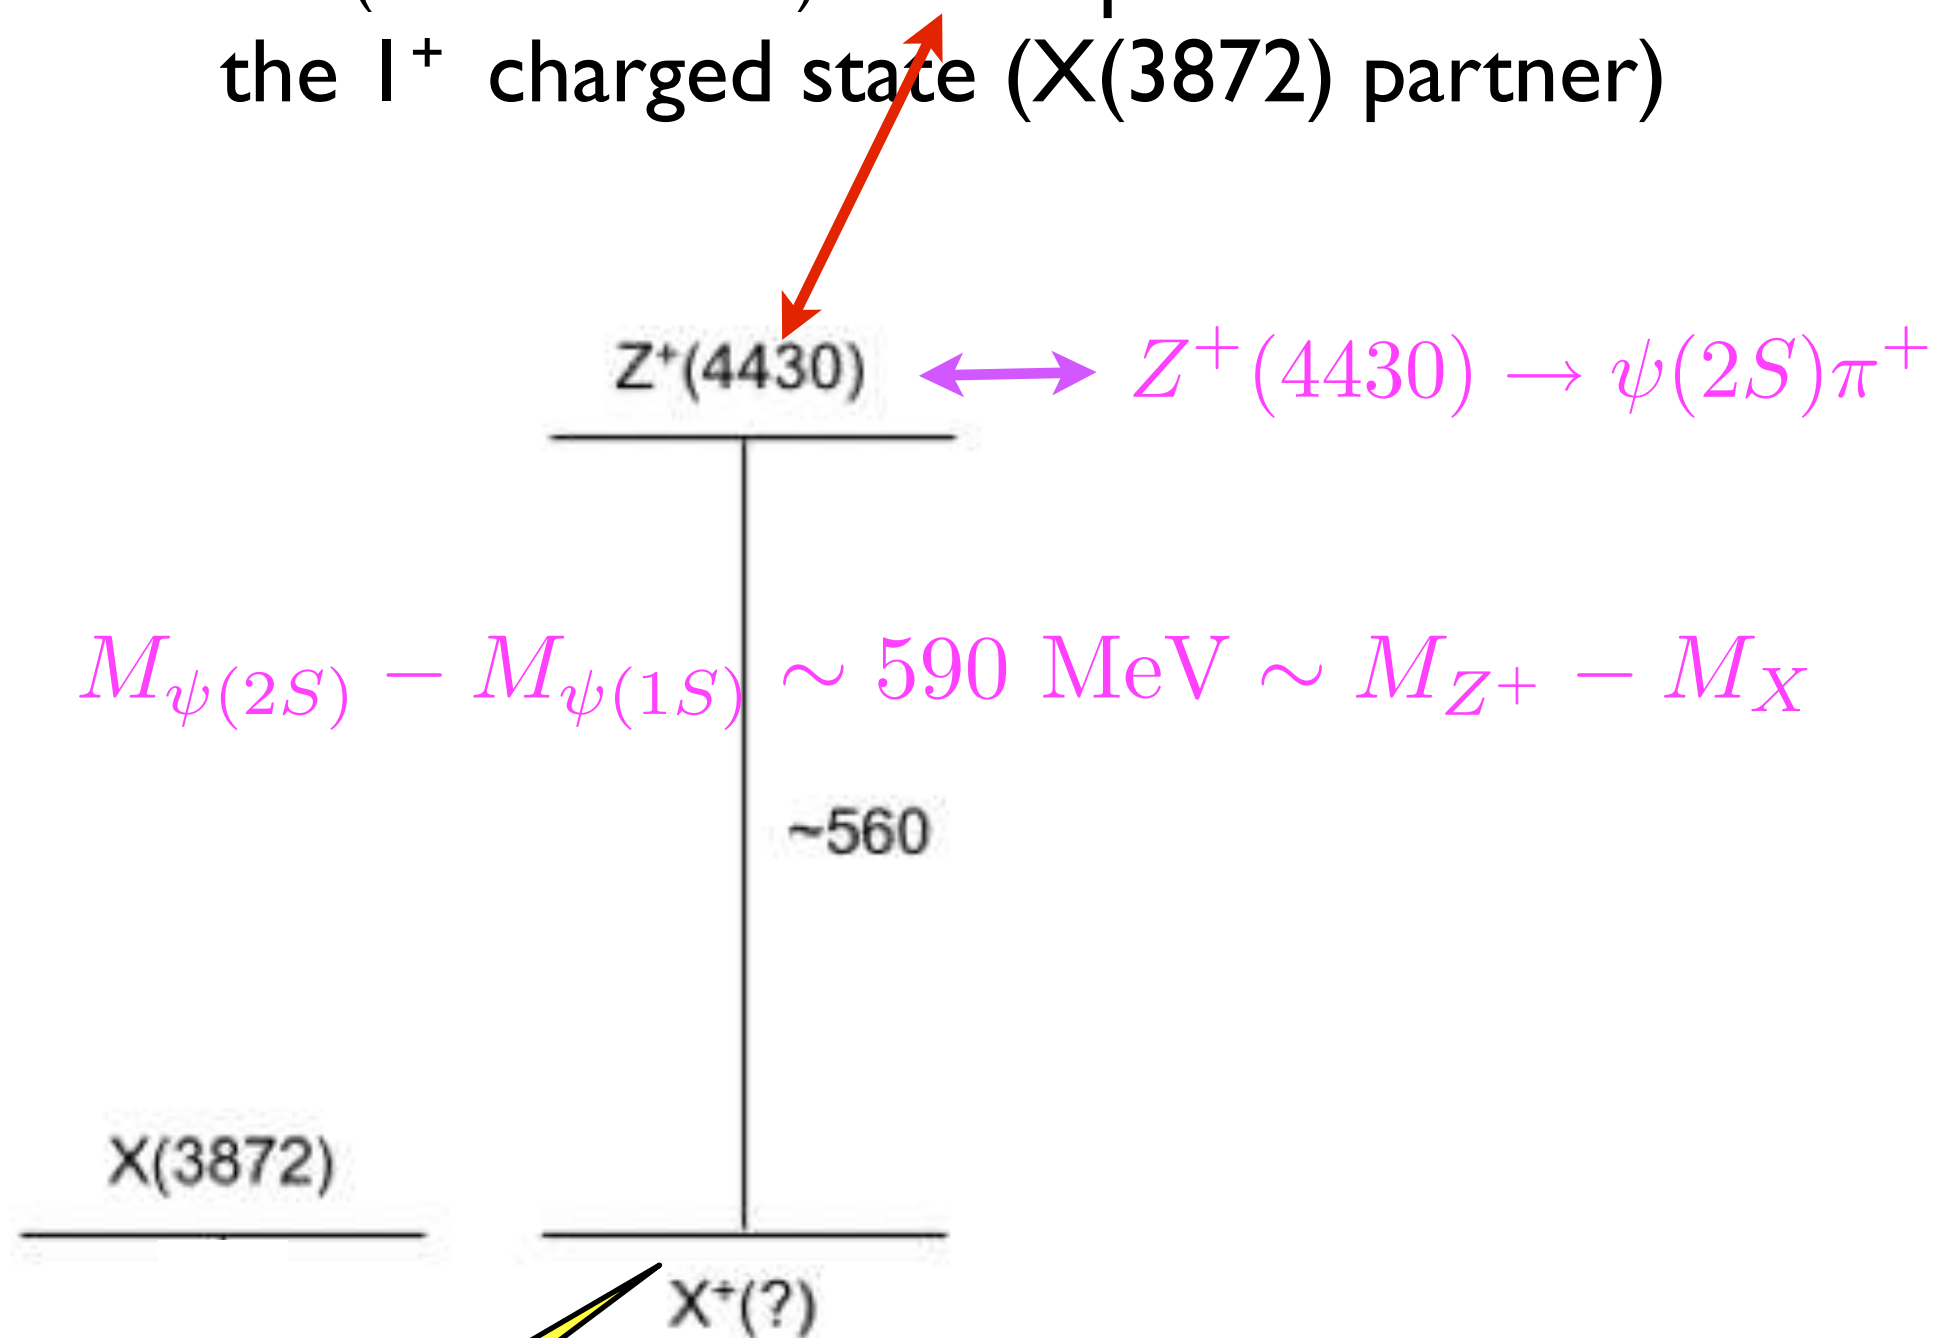 the 1⁺ charged state (X(3872) partner)
Z⁺(4430)
Z⁺(4430) → ψ(2S)π⁺
M_ψ(2S) − M_ψ(1S) ∼ 590 MeV ∼ M_Z⁺ − M_X
~560
X(3872)
X⁺(?)